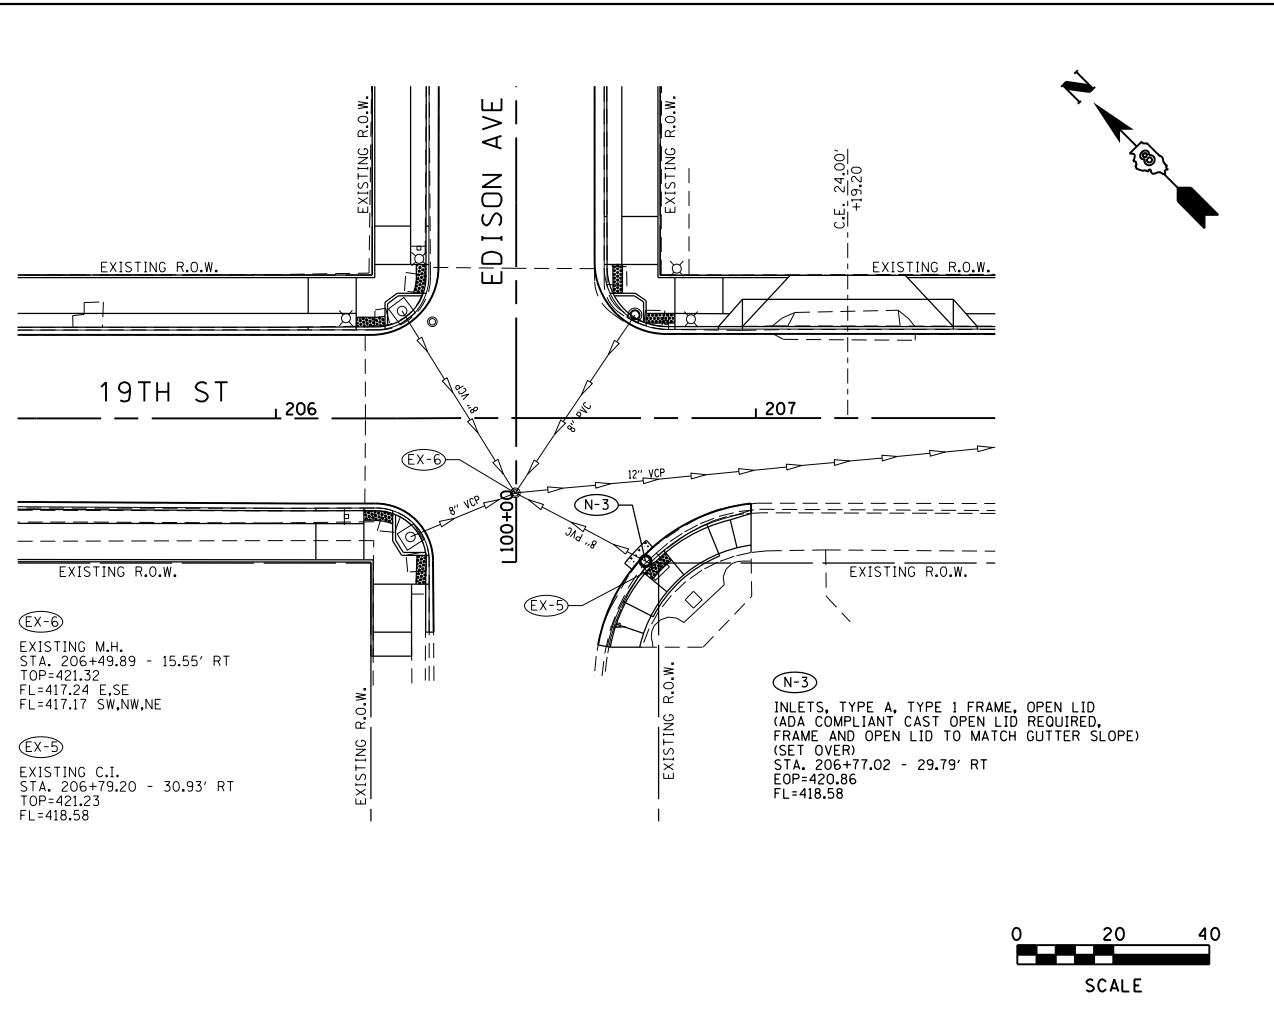 N
8
EDISON AVE
EXISTING R.O.W.
EXISTING R.O.W.
C.E. 24.00'
+19.20
EXISTING R.O.W.
EXISTING R.O.W.
19TH ST
206
207
8" VCP
8" PVC
EX-6
12" VCP
8" VCP
N-3
100+00
8" PVC
EXISTING R.O.W.
EXISTING R.O.W.
EX-5
EX-6
EXISTING M.H.
STA. 206+49.89 - 15.55' RT
TOP=421.32
FL=417.24 E,SE
FL=417.17 SW,NW,NE
EX-5
EXISTING C.I.
STA. 206+79.20 - 30.93' RT
TOP=421.23
FL=418.58
EXISTING R.O.W.
EXISTING R.O.W.
N-3
INLETS, TYPE A, TYPE 1 FRAME, OPEN LID
(ADA COMPLIANT CAST OPEN LID REQUIRED,
FRAME AND OPEN LID TO MATCH GUTTER SLOPE)
(SET OVER)
STA. 206+77.02 - 29.79' RT
EOP=420.86
FL=418.58
0 20 40
SCALE